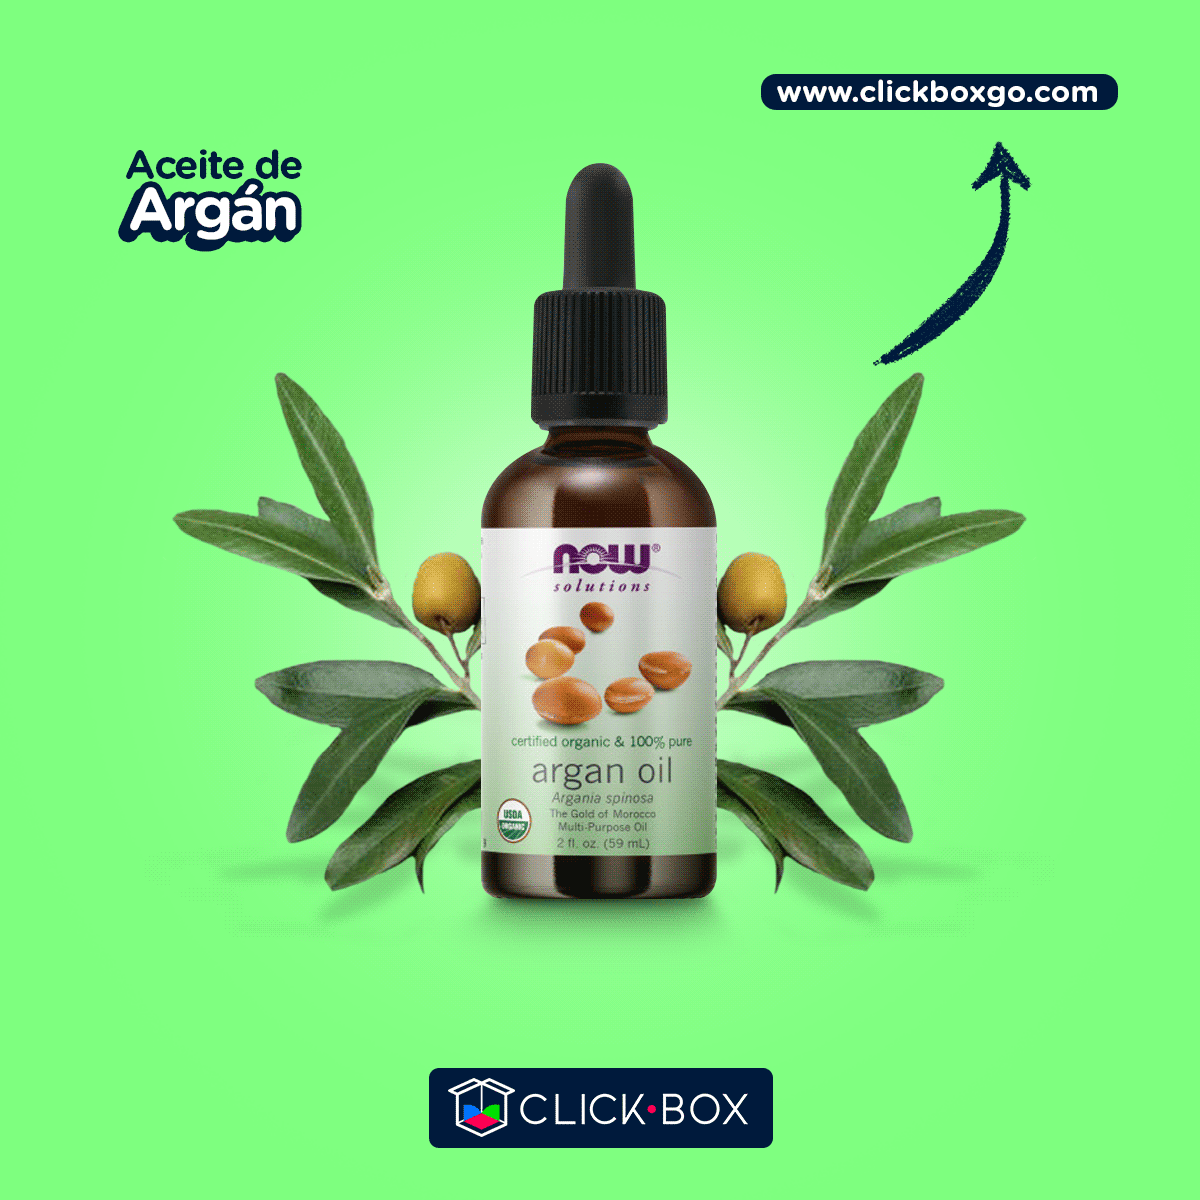 www.clickboxgo.com
Aceite de
Argán
now®
solutions
certified organic & 100% pure
argan oil
Argania spinosa
The Gold of Morocco
Multi-Purpose Oil
2 fl. oz. (59 mL)
USDA
ORGANIC
CLICK•BOX